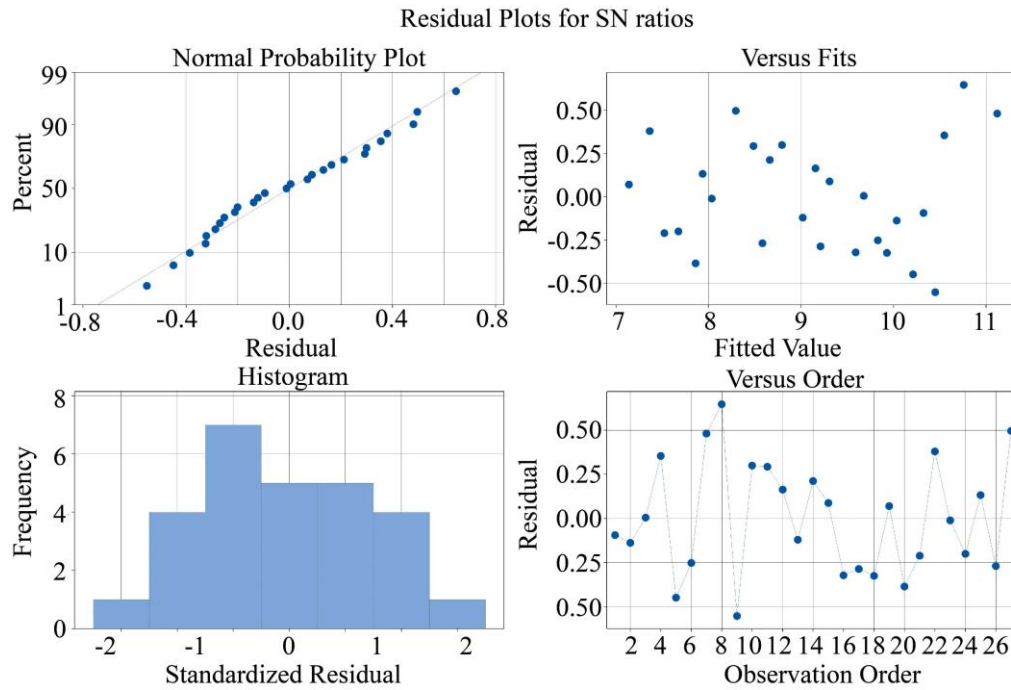 Residual Plots for SN ratios
Normal Probability Plot
99
90
50
10
1
Percent
-0.8 -0.4 0.0 0.4 0.8
Residual
Versus Fits
0.50
0.25
0.00
-0.25
-0.50
Residual
7 8 9 10 11
Fitted Value
Histogram
8
6
4
2
0
Frequency
-2 -1 0 1 2
Standardized Residual
Versus Order
0.50
0.25
0.00
0.25
0.50
Residual
2 4 6 8 10 12 14 16 18 20 22 24 26
Observation Order